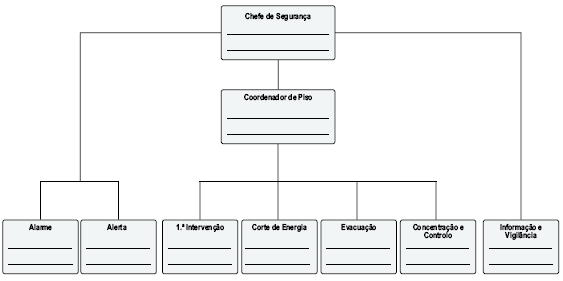 Chefe de Segurança
Coordenador de Piso
Alarme
Alerta
1.ª Intervenção
Corte de Energia
Evacuação
Concentração e
Controlo
Informação e
Vigilância